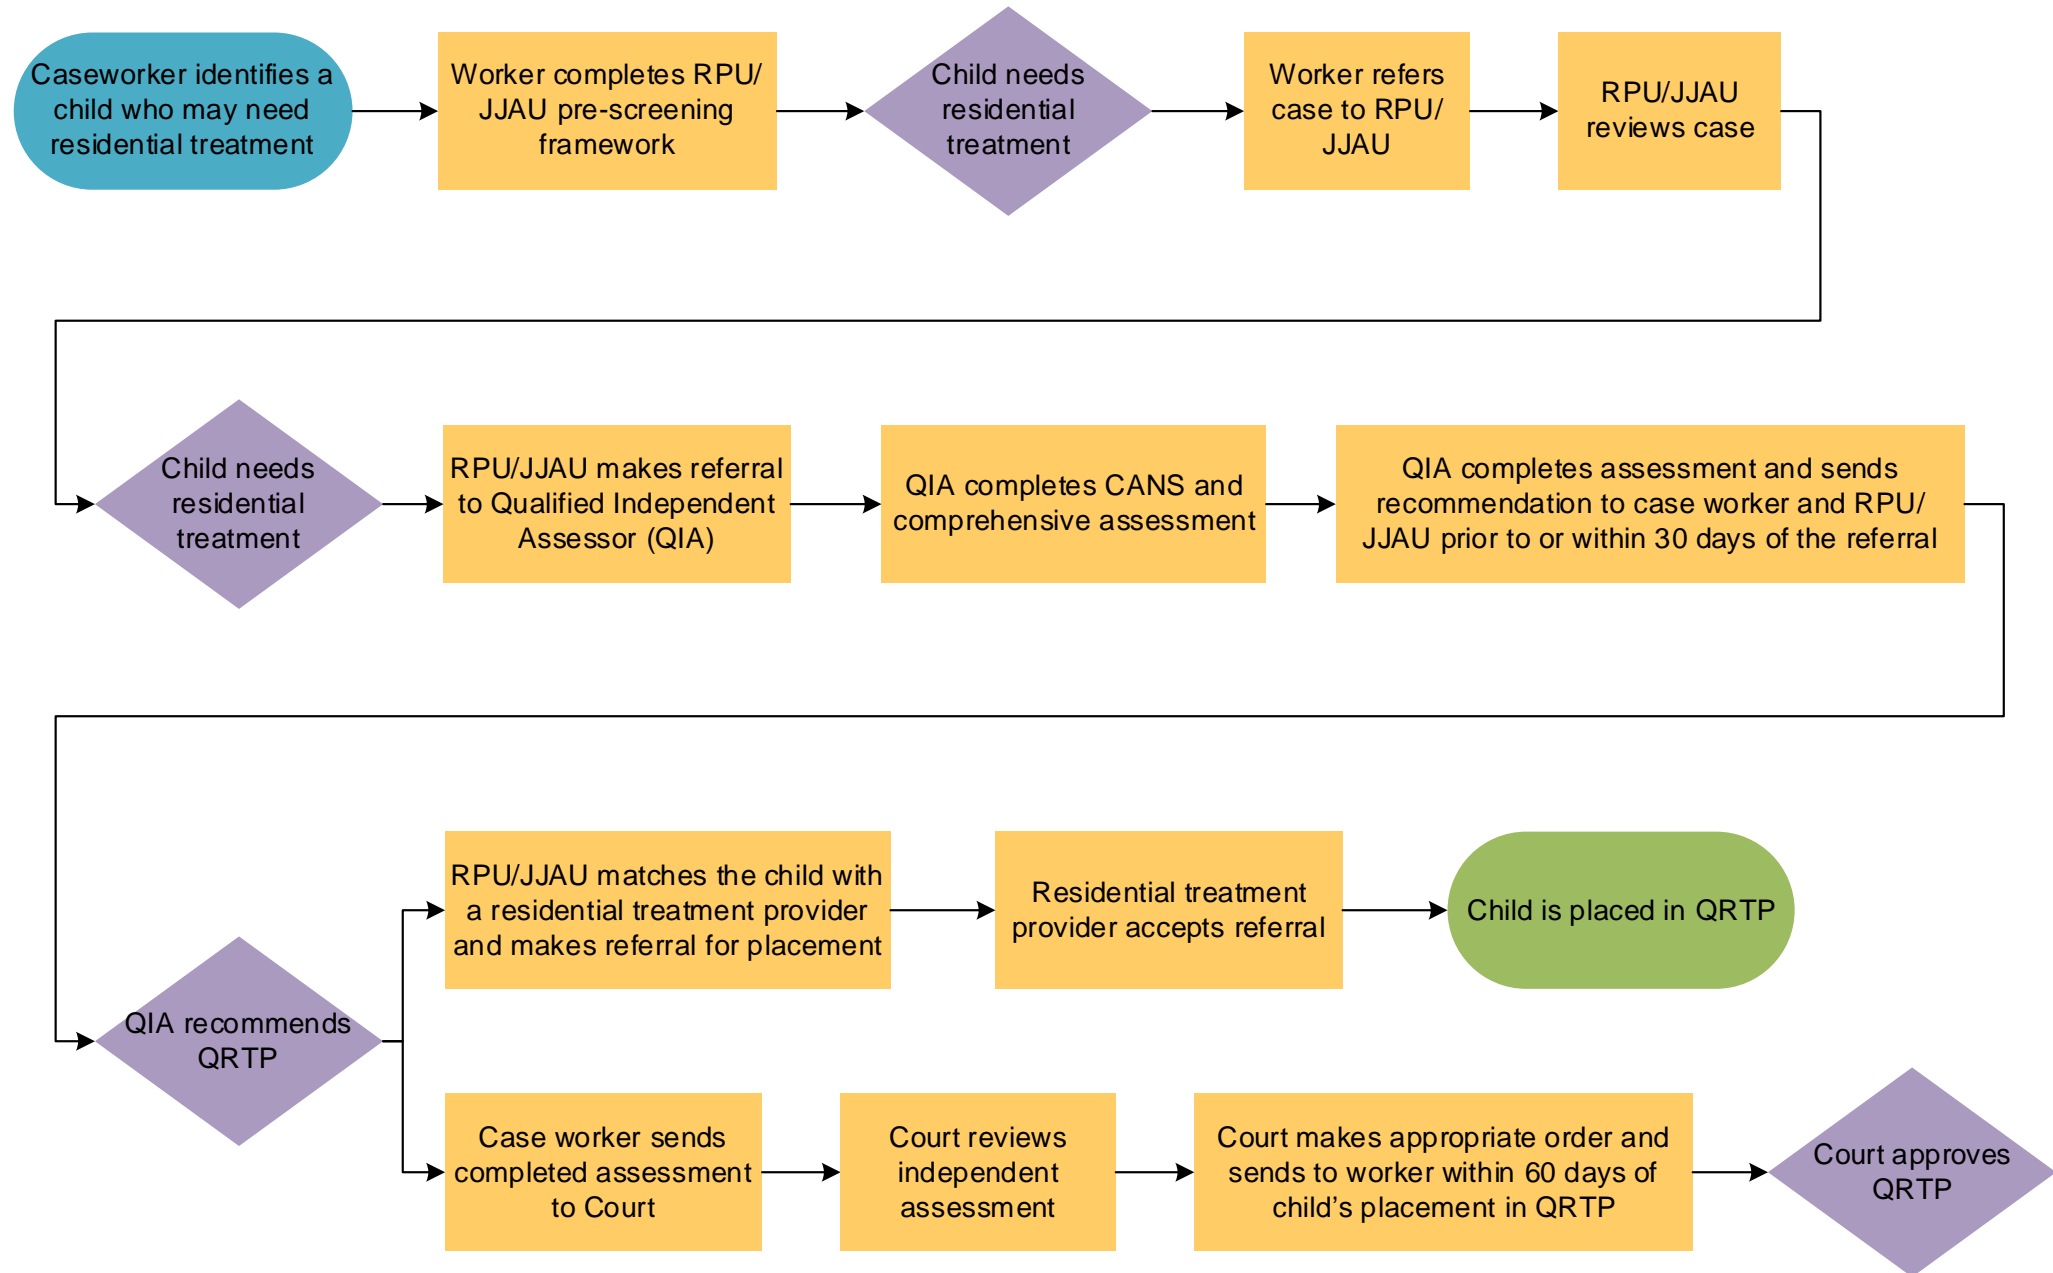 Caseworker identifies a
child who may need
residential treatment
Worker completes RPU/
JJAU pre-screening
framework
Child needs
residential
treatment
Worker refers
case to RPU/
JJAU
RPU/JJAU
reviews case
Child needs
residential
treatment
RPU/JJAU makes referral
to Qualified Independent
Assessor (QIA)
QIA completes CANS and
comprehensive assessment
QIA completes assessment and sends
recommendation to case worker and RPU/
JJAU prior to or within 30 days of the referral
QIA recommends
QRTP
RPU/JJAU matches the child with
a residential treatment provider
and makes referral for placement
Residential treatment
provider accepts referral
Child is placed in QRTP
Case worker sends
completed assessment
to Court
Court reviews
independent
assessment
Court makes appropriate order and
sends to worker within 60 days of
child’s placement in QRTP
Court approves
QRTP